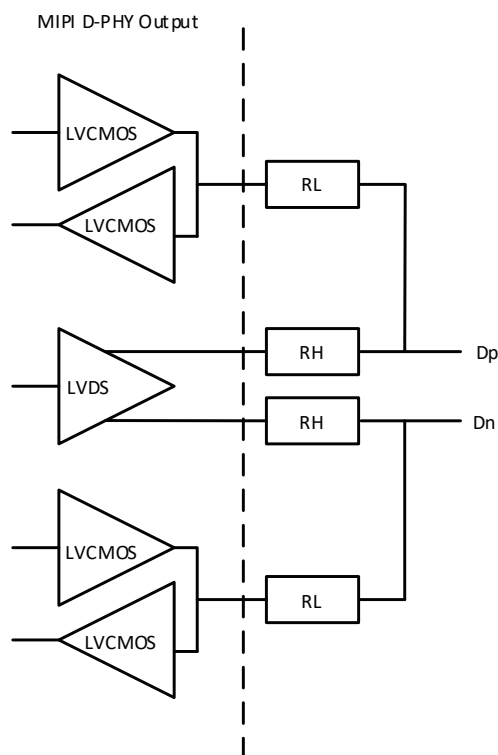 MIPI D-PHY Output
LVCMOS
RL
LVCMOS
LVDS
RH
Dp
RH
Dn
LVCMOS
RL
LVCMOS